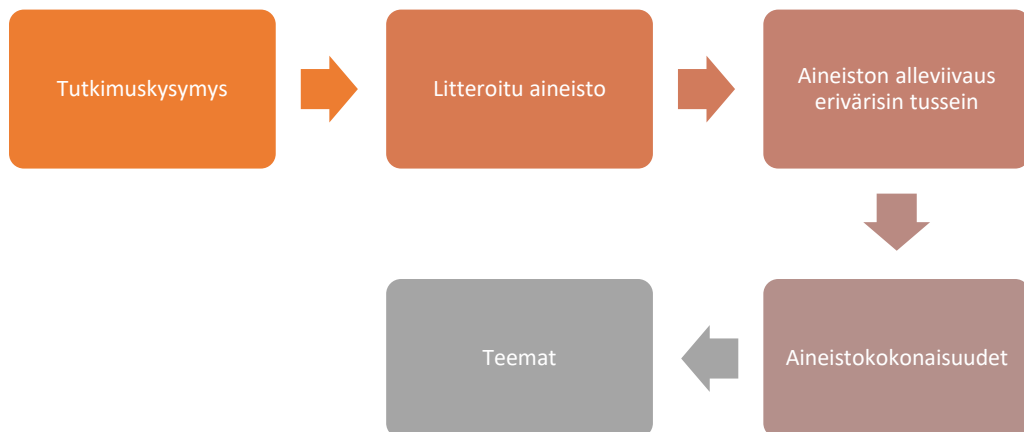 Tutkimuskysymys
Litteroitu aineisto
Aineiston alleviivaus
erivärisin tussein
Aineistokokonaisuudet
Teemat